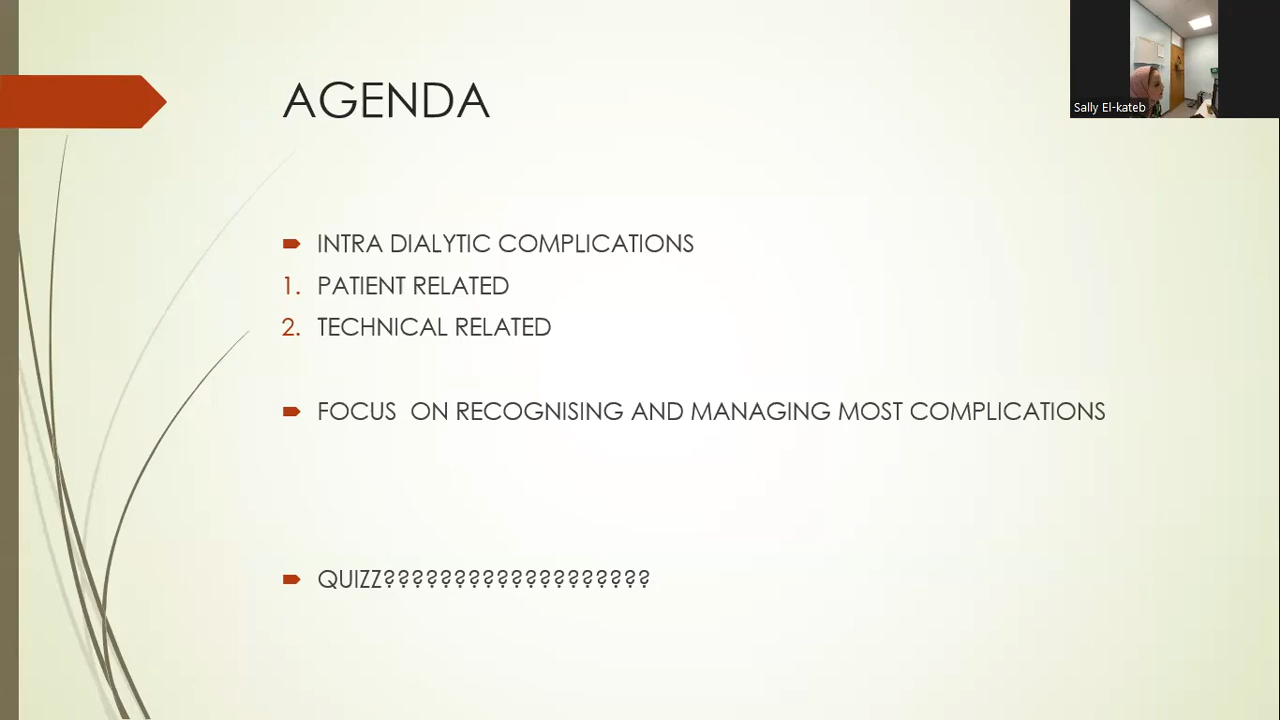 AGENDA
Sally El-kateb
INTRA DIALYTIC COMPLICATIONS
1. PATIENT RELATED
2. TECHNICAL RELATED
FOCUS  ON RECOGNISING AND MANAGING MOST COMPLICATIONS
QUIZZ???????????????????